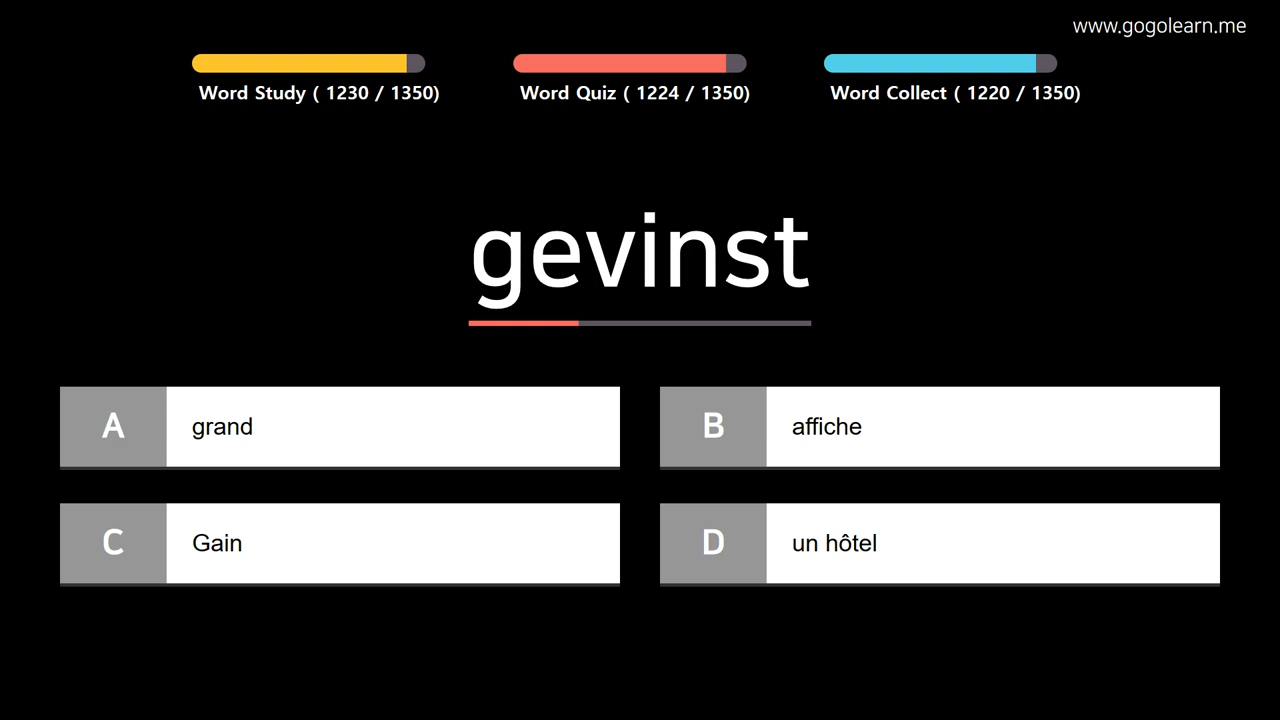 www.gogolearn.me
Word Study ( 1230 / 1350)
Word Quiz ( 1224 / 1350)
Word Collect ( 1220 / 1350)
gevinst
A grand
B affiche
C Gain
D un hôtel